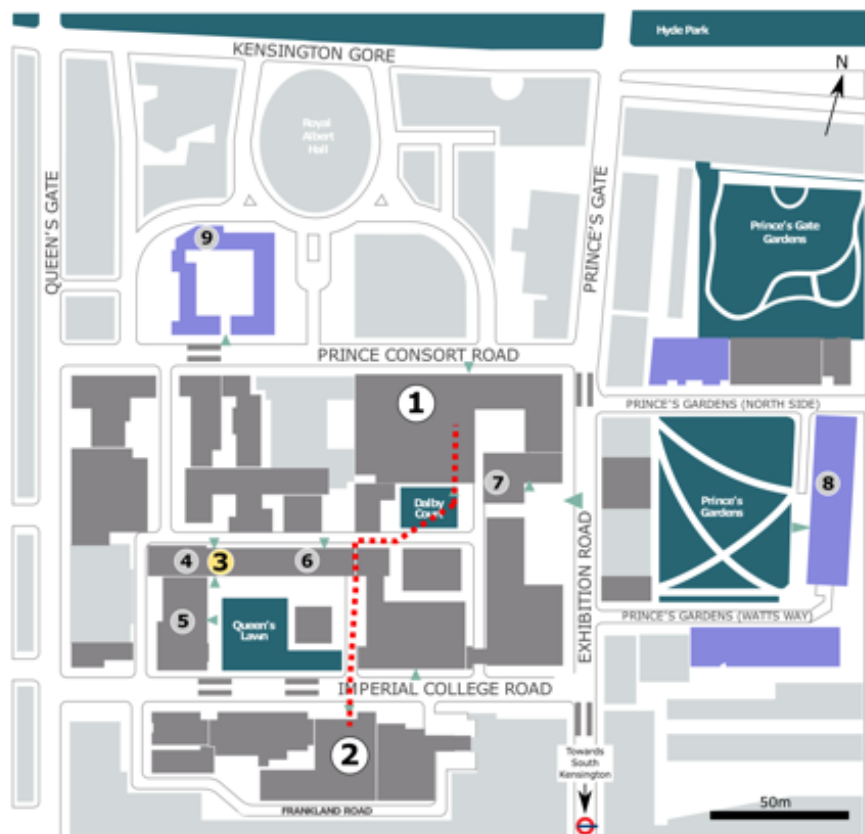 Hyde Park
KENSINGTON GORE
N
Royal
Albert
Hall
QUEEN'S GATE
PRINCE'S GATE
Prince's Gate
Gardens
9
PRINCE CONSORT ROAD
1
PRINCE'S GARDENS (NORTH SIDE)
7
8
Dalby
Court
Prince's
Gardens
4
3
6
5
Queen's
Lawn
EXHIBITION ROAD
PRINCE'S GARDENS (WATTS WAY)
IMPERIAL COLLEGE ROAD
2
Towards
South
Kensington
FRANKLAND ROAD
50m